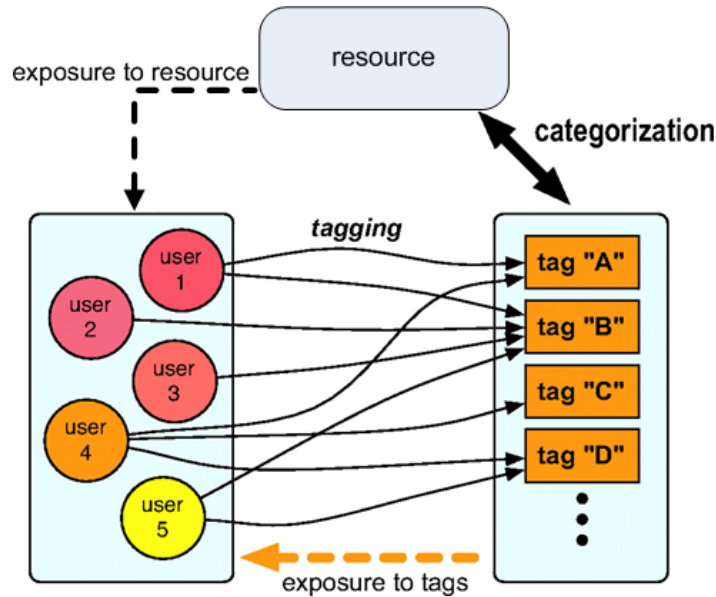 resource
exposure to resource
categorization
tagging
user
1
user
2
user
3
user
4
user
5
tag "A"
tag "B"
tag "C"
tag "D"
exposure to tags